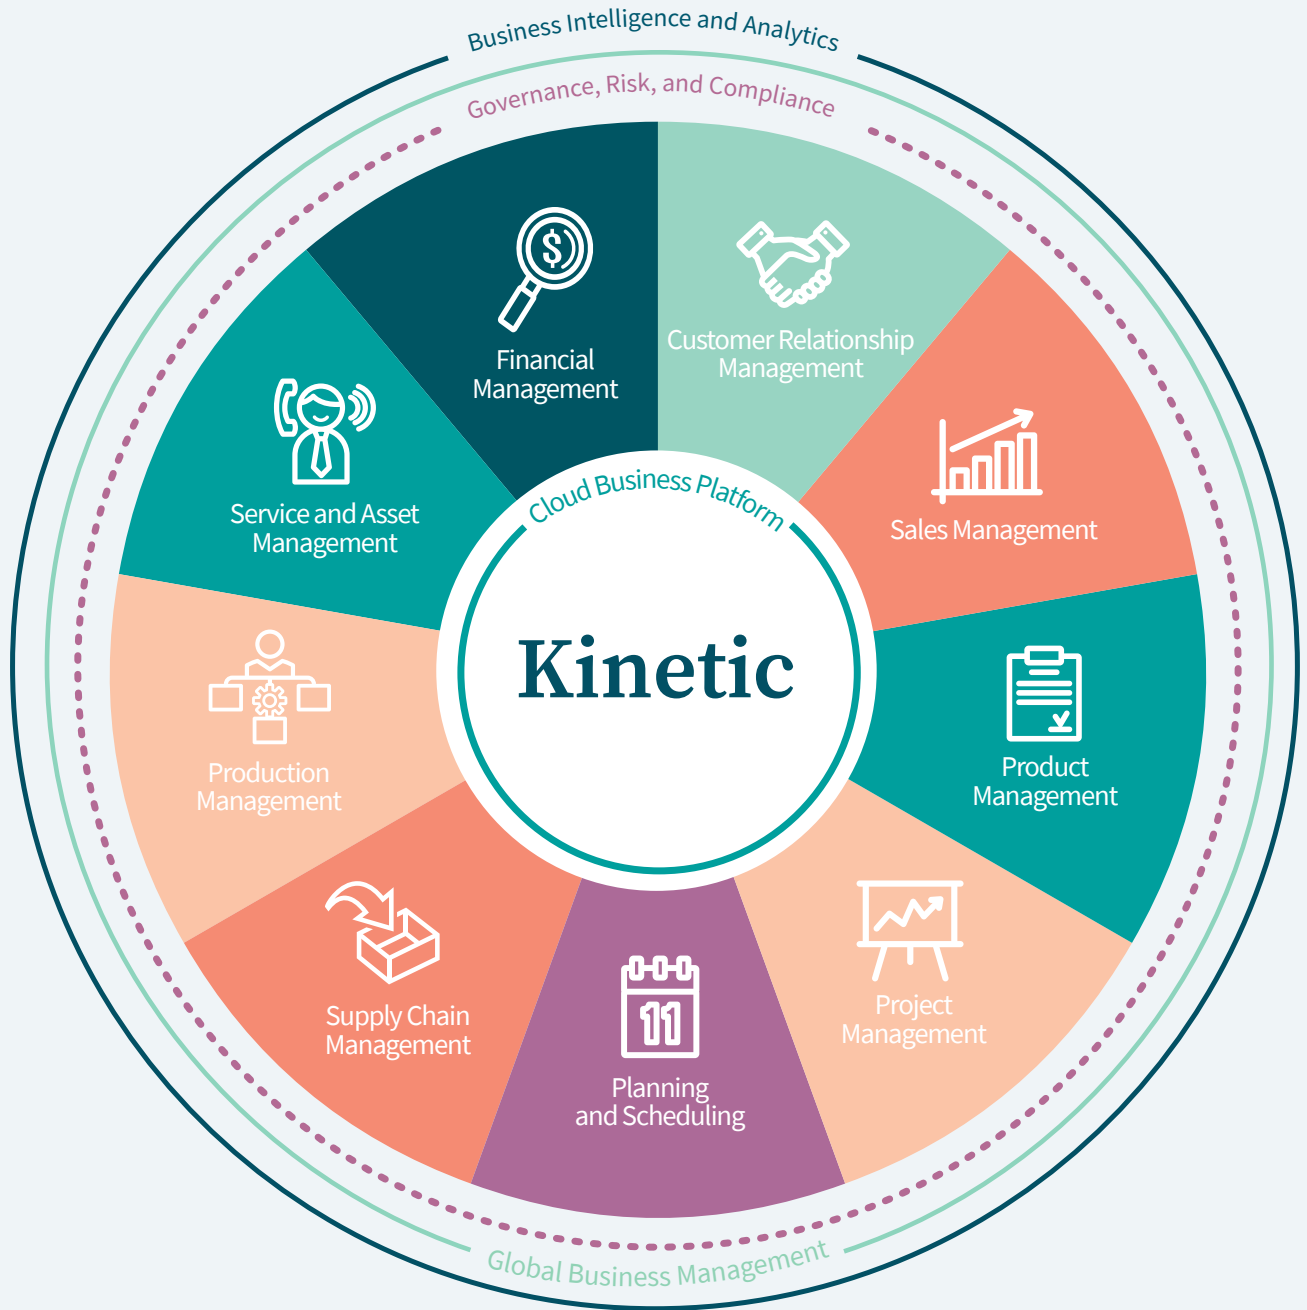 Business Intelligence and Analytics
Governance, Risk, and Compliance
$
Financial
Management
Customer Relationship
Management
Sales Management
Product
Management
Project
Management
11
Planning
and Scheduling
Supply Chain
Management
Production
Management
Service and Asset
Management
Cloud Business Platform
Kinetic
Global Business Management